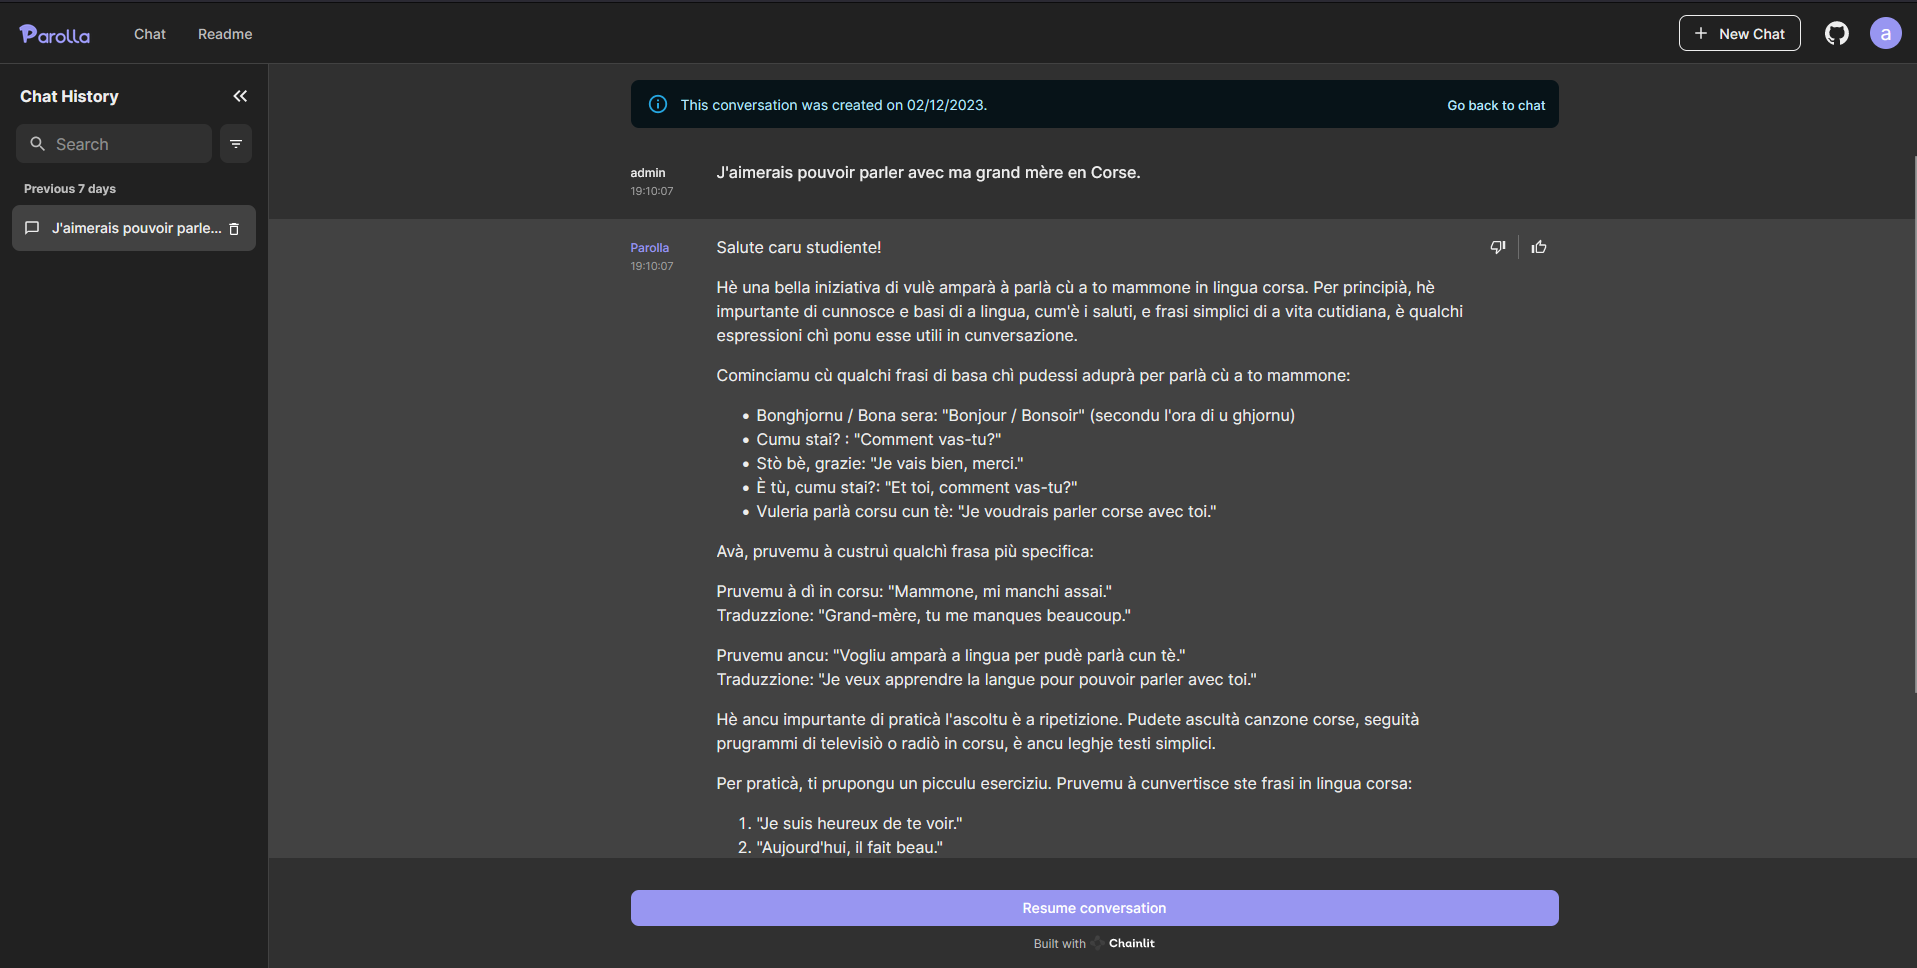 Parolla
Chat
Readme
New Chat
a
Chat History
Search
Previous 7 days
J'aimerais pouvoir parle...
This conversation was created on 02/12/2023.
Go back to chat
admin
19:10:07
J'aimerais pouvoir parler avec ma grand mère en Corse.
Parolla
19:10:07
Salute caru studiente!
Hè una bella iniziativa di vulè amparà à parlà cù a to mammone in lingua corsa. Per principià, hè
impurtante di cunnosce e basi di a lingua, cum'è i saluti, e frasi simplici di a vita cutidiana, è qualchi
espressioni chì ponu esse utili in cunversazione.
Cominciamu cù qualchi frasi di basa chì pudessi aduprà per parlà cù a to mammone:
• Bonghjornu / Bona sera: "Bonjour / Bonsoir" (secondu l'ora di u ghjornu)
• Cumu stai? : "Comment vas-tu?"
• Stò bè, grazie: "Je vais bien, merci."
• È tù, cumu stai?: "Et toi, comment vas-tu?"
• Vuleria parlà corsu cun tè: "Je voudrais parler corse avec toi."
Avà, pruvemu à custruì qualchì frasa più specifica:
Pruvemu à dì in corsu: "Mammone, mi manchi assai."
Traduzzione: "Grand-mère, tu me manques beaucoup."
Pruvemu ancu: "Vogliu amparà a lingua per pudè parlà cun tè."
Traduzzione: "Je veux apprendre la langue pour pouvoir parler avec toi."
Hè ancu impurtante di praticà l'ascoltu è a ripetizione. Pudete ascultà canzone corse, seguità
prugrammi di televisiò o radiò in corsu, è ancu leghje testi simplici.
Per praticà, ti prupongu un picculu eserciziu. Pruvemu à cunvertisce ste frasi in lingua corsa:
1. "Je suis heureux de te voir."
2. "Aujourd'hui, il fait beau."
Resume conversation
Built with Chainlit